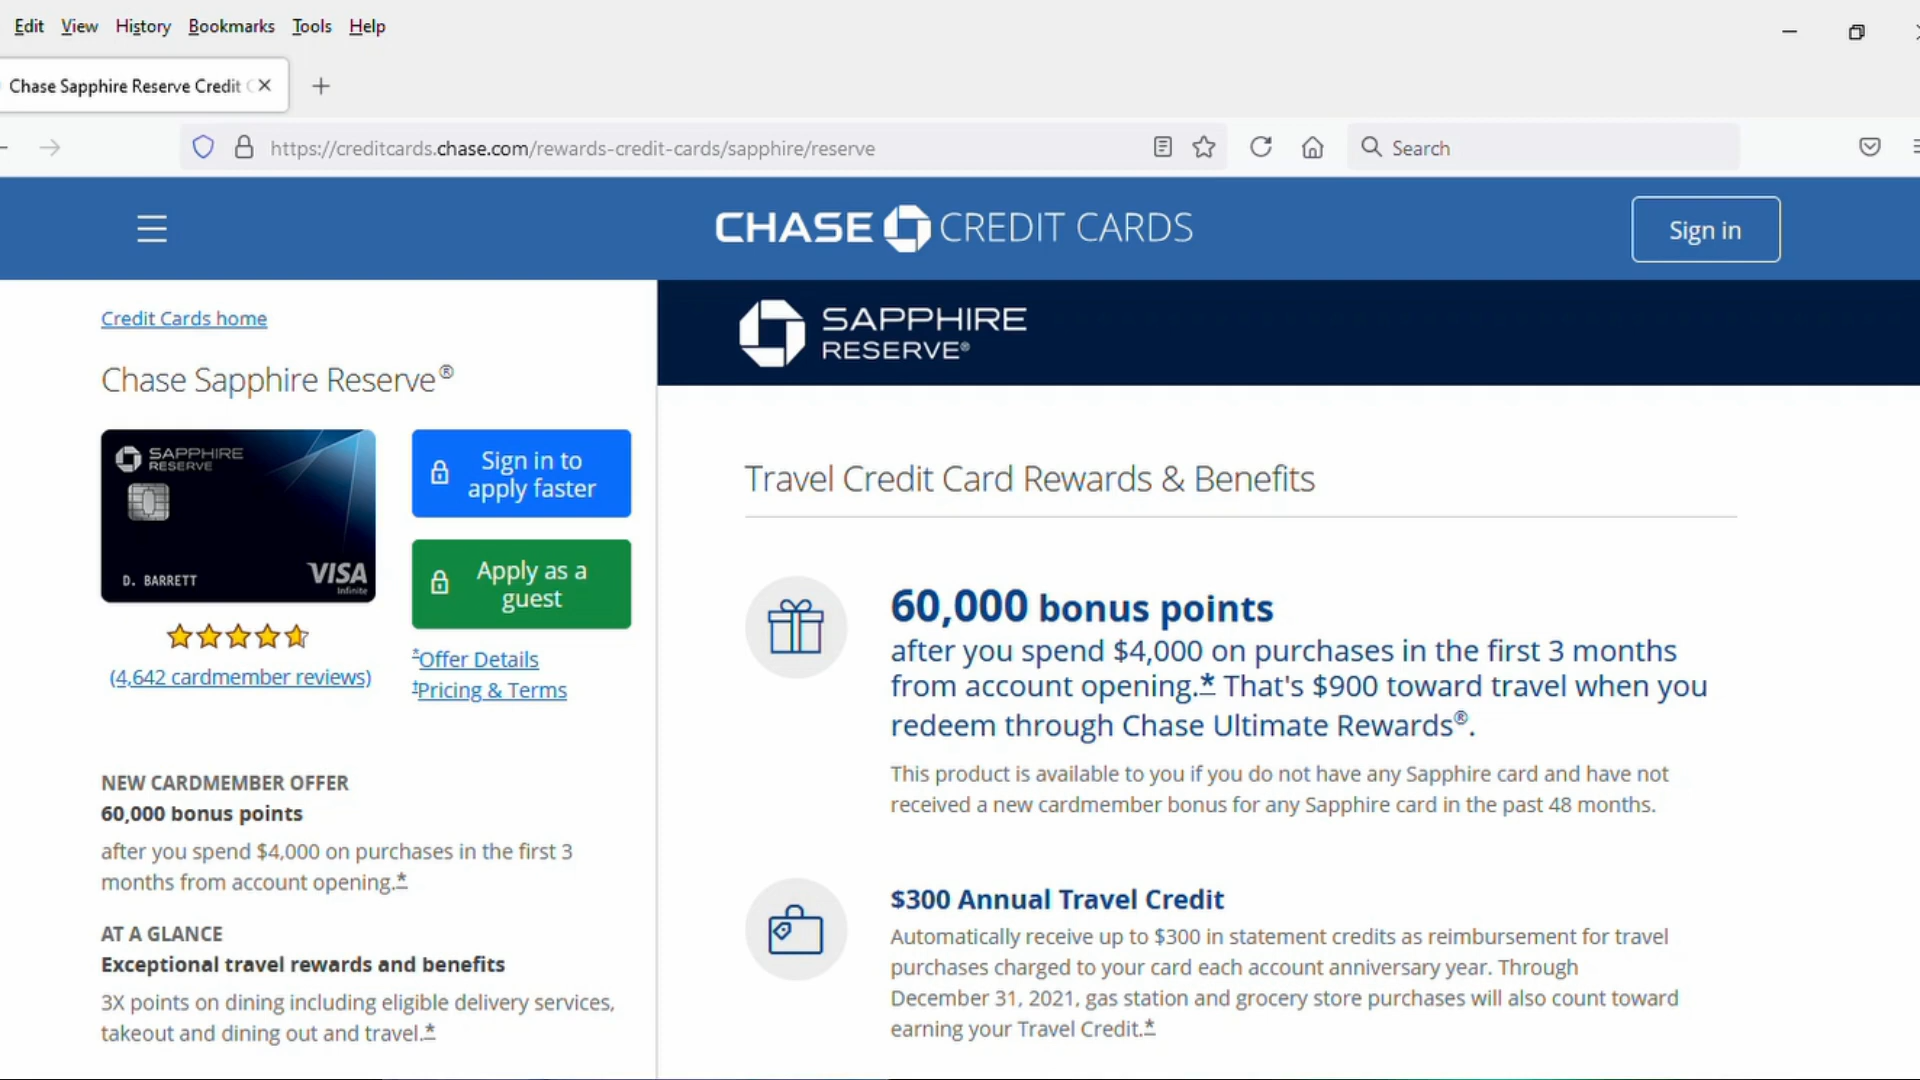 Edit View History Bookmarks Tools Help
Chase Sapphire Reserve Credit
https://creditcards.chase.com/rewards-credit-cards/sapphire/reserve
Search
CHASE CREDIT CARDS
Sign in
Credit Cards home
Chase Sapphire Reserve®
SAPPHIRE
RESERVE
D. BARRETT
VISA
Infinite
Sign in to
apply faster
Apply as a
guest
*Offer Details
†Pricing & Terms
(4,642 cardmember reviews)
NEW CARDMEMBER OFFER
60,000 bonus points
after you spend $4,000 on purchases in the first 3
months from account opening.*
AT A GLANCE
Exceptional travel rewards and benefits
3X points on dining including eligible delivery services,
takeout and dining out and travel.*
SAPPHIRE
RESERVE®
Travel Credit Card Rewards & Benefits
60,000 bonus points
after you spend $4,000 on purchases in the first 3 months
from account opening.* That's $900 toward travel when you
redeem through Chase Ultimate Rewards®.
This product is available to you if you do not have any Sapphire card and have not
received a new cardmember bonus for any Sapphire card in the past 48 months.
$300 Annual Travel Credit
Automatically receive up to $300 in statement credits as reimbursement for travel
purchases charged to your card each account anniversary year. Through
December 31, 2021, gas station and grocery store purchases will also count toward
earning your Travel Credit.*